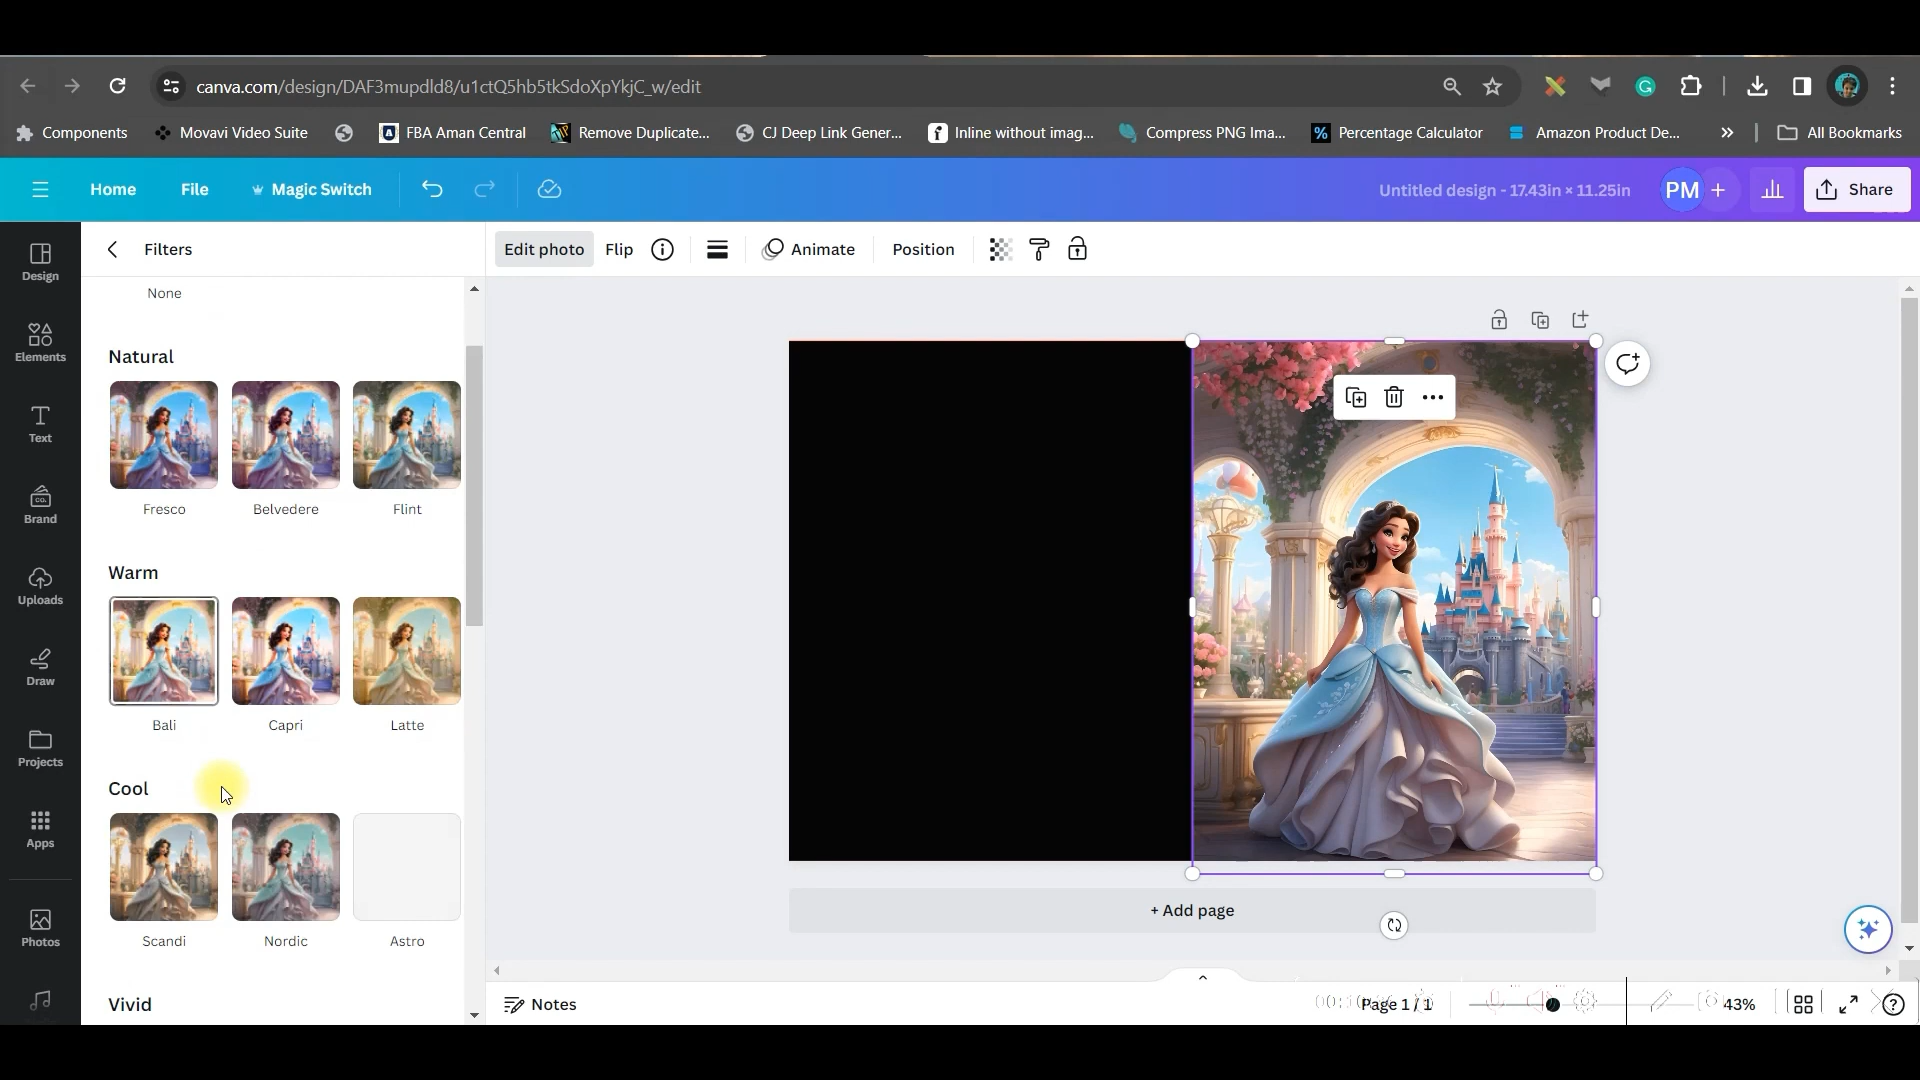 canva.com/design/DAF3mupdld8/u1ctQ5hb5tkSdoXpYkjC_w/edit
Components
Movavi Video Suite
FBA Aman Central
Remove Duplicate...
CJ Deep Link Gener...
Inline without imag...
Compress PNG Ima...
Percentage Calculator
Amazon Product De...
All Bookmarks
Home
File
Magic Switch
Untitled design - 17.43in × 11.25in
PM
Share
Design
Elements
Text
Brand
Uploads
Draw
Projects
Apps
Photos
Filters
None
Natural
Fresco
Belvedere
Flint
Warm
Bali
Capri
Latte
Cool
Scandi
Nordic
Astro
Vivid
Edit photo
Flip
Animate
Position
+ Add page
Notes
Page 1 / 1
43%